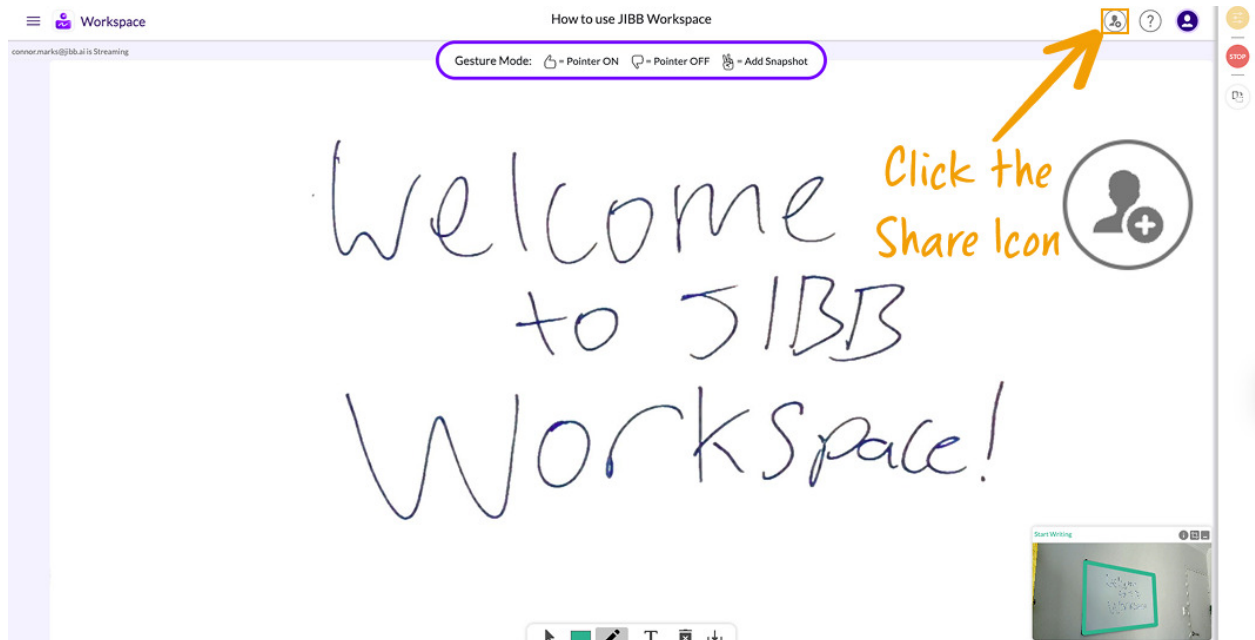 Workspace
How to use JIBB Workspace
?
STOP
connor.marks@jibb.ai is Streaming
Gesture Mode: = Pointer ON = Pointer OFF = Add Snapshot
Click the
Share Icon
Welcome
to JIBB
Workspace!
Start Writing
T